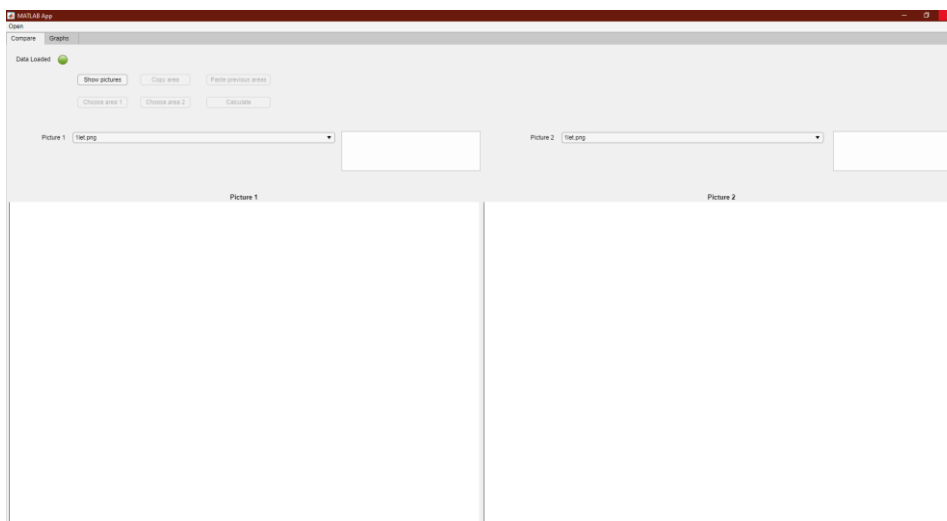 MATLAB App
Open
Compare Graphs
Data Loaded
Show pictures Copy area Paste previous areas
Choose area 1 Choose area 2 Calculate
Picture 1 1let.png Picture 2 1let.png
Picture 1 Picture 2